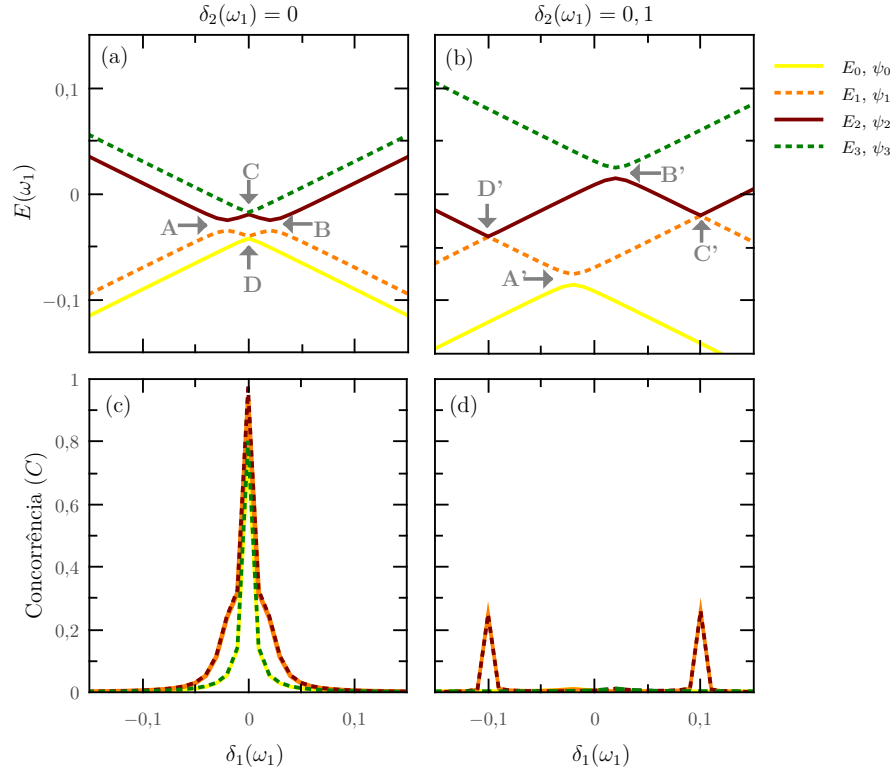 δ₂(ω₁) = 0
δ₂(ω₁) = 0, 1
(a)
(b)
E₀, ψ₀
E₁, ψ₁
E₂, ψ₂
E₃, ψ₃
E(ω₁)
0,1
0
−0,1
A
B
C
D
A’
B’
C’
D’
(c)
(d)
Concorrência (C)
1
0,8
0,6
0,4
0,2
0
−0,1
0
0,1
−0,1
0
0,1
δ₁(ω₁)
δ₁(ω₁)